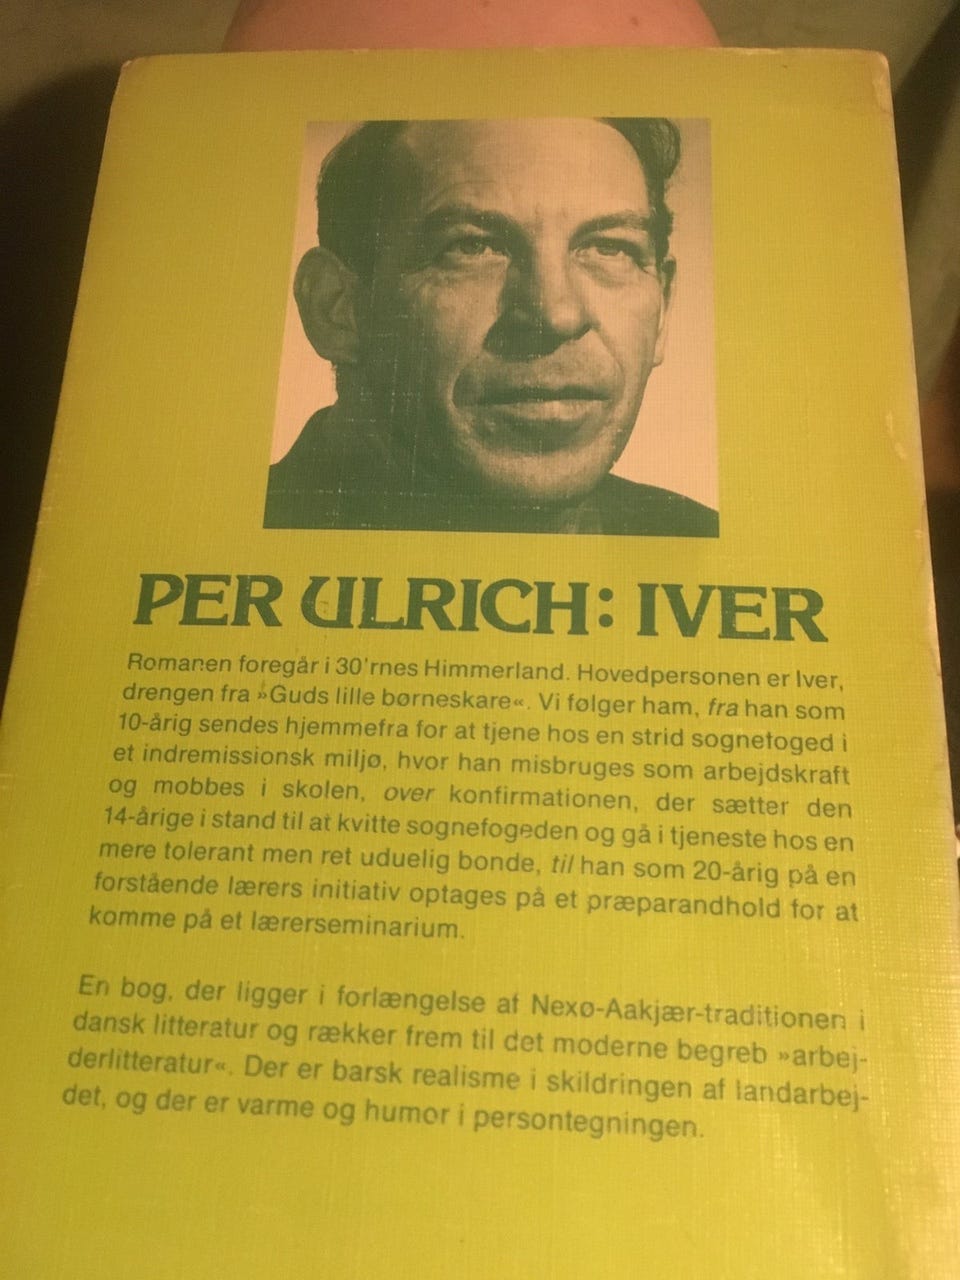 PER ULRICH: IVER
Romanen foregår i 30'rnes Himmerland. Hovedpersonen er Iver,
drengen fra »Guds lille børneskare«. Vi følger ham, fra han som
10-årig sendes hjemmefra for at tjene hos en strid sognefoged i
et indremissionsk miljø, hvor han misbruges som arbejdskraft
og mobbes i skolen, over konfirmationen, der sætter den
14-årige i stand til at kvitte sognefogeden og gå i tjeneste hos en
mere tolerant men ret uduelig bonde, til han som 20-årig på en
forstående lærers initiativ optages på et præparandhold for at
komme på et lærerseminarium.
En bog, der ligger i forlængelse af Nexø-Aakjær-traditionen i
dansk litteratur og rækker frem til det moderne begreb »arbej-
derlitteratur«. Der er barsk realisme i skildringen af landarbej-
det, og der er varme og humor i persontegningen.